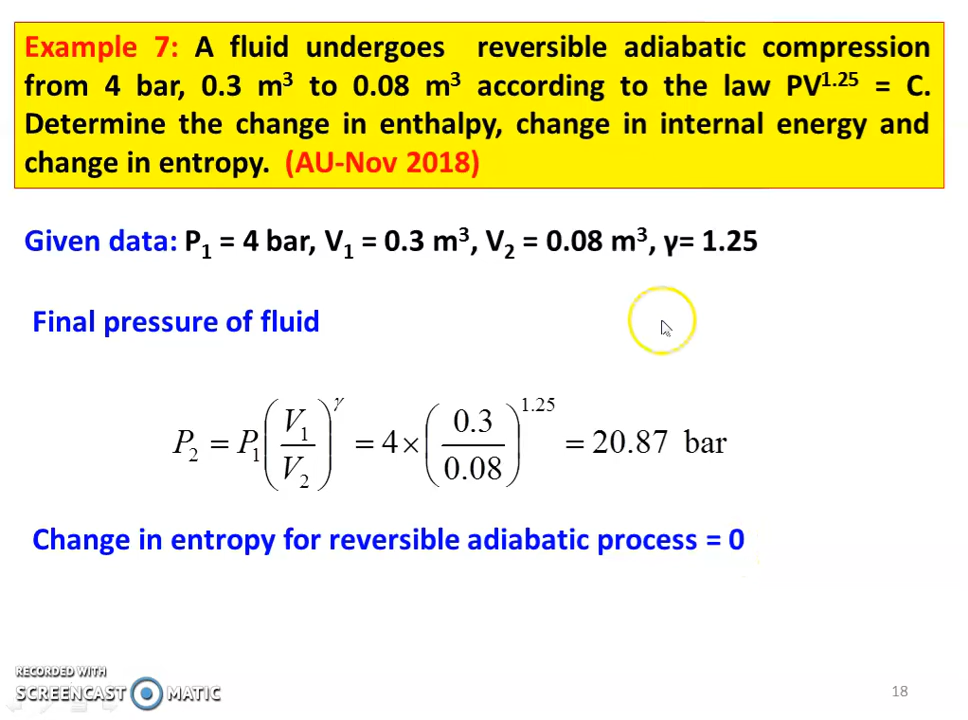 Example 7: A fluid undergoes reversible adiabatic compression
from 4 bar, 0.3 m³ to 0.08 m³ according to the law PV¹·²⁵ = C.
Determine the change in enthalpy, change in internal energy and
change in entropy. (AU-Nov 2018)
Given data: P₁ = 4 bar, V₁ = 0.3 m³, V₂ = 0.08 m³, γ= 1.25
Final pressure of fluid
P₂ = P₁(V₁/V₂)^γ = 4 × (0.3/0.08)^1.25 = 20.87 bar
Change in entropy for reversible adiabatic process = 0
RECORDED WITH
SCREENCAST MATIC
18